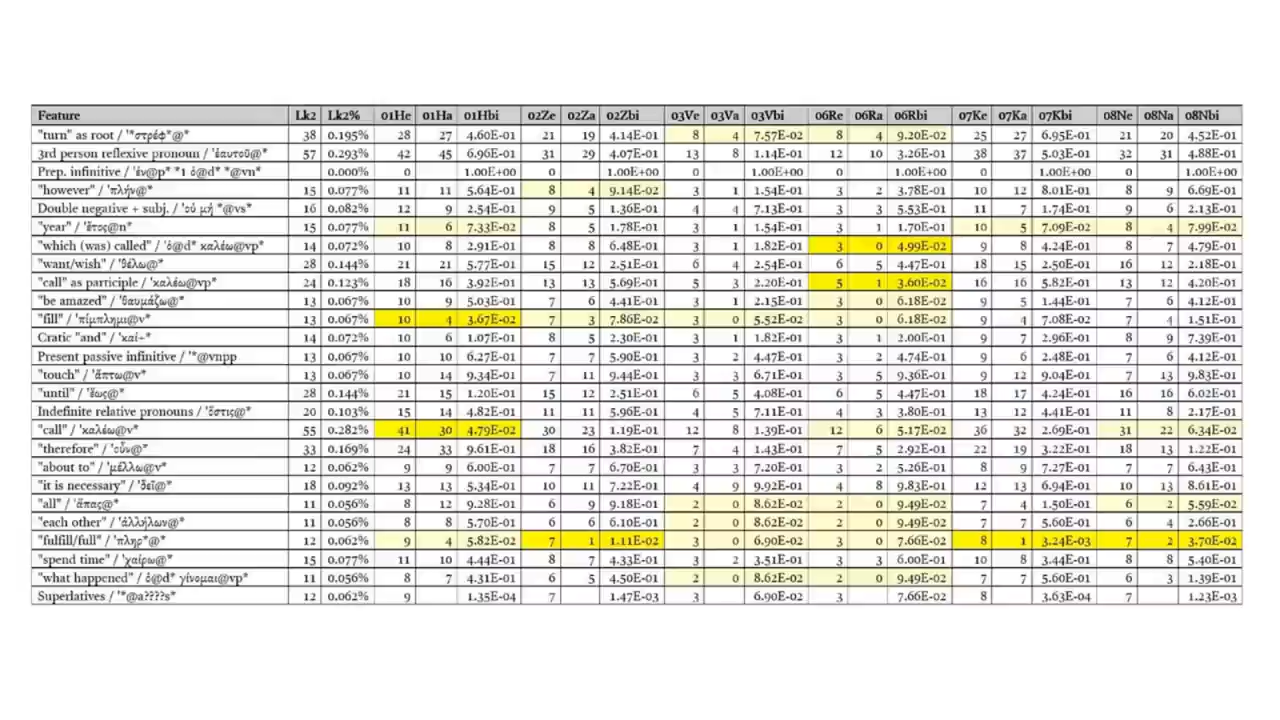 Feature Lk2 Lk2% 01He 01Ha 01Hbi 02Ze 02Za 02Zbi 03Ve 03Va 03Vbi 06Re 06Ra 06Rbi 07Ke 07Ka 07Kbi 08Ne 08Na 08Nbi
"turn" as root / '*στρέφ*@* 38 0.195% 28 27 4.60E-01 21 19 4.14E-01 8 4 7.57E-02 8 4 9.20E-02 25 27 6.95E-01 21 20 4.52E-01
3rd person reflexive pronoun / 'ἑαυτοῦ@* 57 0.293% 42 45 6.96E-01 31 29 4.07E-01 13 8 1.14E-01 12 10 3.26E-01 38 37 5.03E-01 32 31 4.88E-01
Prep. infinitive / 'ἐν@p* *1 ὁ@d* *@vn* 0.000% 0 1.00E+00 0 1.00E+00 0 1.00E+00 0 1.00E+00 0 1.00E+00 0 1.00E+00
"however" / 'πλήν@* 15 0.077% 11 11 5.64E-01 8 4 9.14E-02 3 1 1.54E-01 3 2 3.78E-01 10 12 8.01E-01 8 9 6.69E-01
Double negative + subj. / 'οὐ μή *@vs* 16 0.082% 12 9 2.54E-01 9 5 1.36E-01 4 4 7.13E-01 3 3 5.53E-01 11 7 1.74E-01 9 6 2.13E-01
"year" / 'ἔτος@n* 15 0.077% 11 6 7.33E-02 8 5 1.78E-01 3 1 1.54E-01 3 1 1.70E-01 10 5 7.09E-02 8 4 7.99E-02
"which (was) called" / 'ὁ@d* καλέω@vp* 14 0.072% 10 8 2.91E-01 8 8 6.48E-01 3 1 1.82E-01 3 0 4.99E-02 9 8 4.24E-01 8 7 4.79E-01
"want/wish" / 'θέλω@* 28 0.144% 21 21 5.77E-01 15 12 2.51E-01 6 4 2.54E-01 6 5 4.47E-01 18 15 2.50E-01 16 12 2.18E-01
"call" as participle / 'καλέω@vp* 24 0.123% 18 16 3.92E-01 13 13 5.69E-01 5 3 2.20E-01 5 1 3.60E-02 16 16 5.82E-01 13 12 4.20E-01
"be amazed" / 'θαυμάζω@* 13 0.067% 10 9 5.03E-01 7 6 4.41E-01 3 1 2.15E-01 3 0 6.18E-02 9 5 1.44E-01 7 6 4.12E-01
"fill" / 'πίμπλημι@v* 13 0.067% 10 4 3.67E-02 7 3 7.86E-02 3 0 5.52E-02 3 0 6.18E-02 9 4 7.08E-02 7 4 1.51E-01
Cratic "and" / 'καί÷* 14 0.072% 10 6 1.07E-01 8 5 2.30E-01 3 1 1.82E-01 3 1 2.00E-01 9 7 2.96E-01 8 9 7.39E-01
Present passive infinitive / '*@vnpp 13 0.067% 10 10 6.27E-01 7 7 5.90E-01 3 2 4.47E-01 3 2 4.74E-01 9 6 2.48E-01 7 6 4.12E-01
"touch" / 'ἅπτω@v* 13 0.067% 10 14 9.34E-01 7 11 9.44E-01 3 3 6.71E-01 3 5 9.36E-01 9 12 9.04E-01 7 13 9.83E-01
"until" / 'ἕως@* 28 0.144% 21 15 1.20E-01 15 12 2.51E-01 6 5 4.08E-01 6 5 4.47E-01 18 17 4.24E-01 16 16 6.02E-01
Indefinite relative pronouns / 'ὅστις@* 20 0.103% 15 14 4.82E-01 11 11 5.96E-01 4 5 7.11E-01 4 3 3.80E-01 13 12 4.41E-01 11 8 2.17E-01
"call" / 'καλέω@v* 55 0.282% 41 30 4.79E-02 30 23 1.19E-01 12 8 1.39E-01 12 6 5.17E-02 36 32 2.69E-01 31 22 6.34E-02
"therefore" / 'οὖν@* 33 0.169% 24 33 9.61E-01 18 16 3.82E-01 7 4 1.43E-01 7 5 2.92E-01 22 19 3.22E-01 18 13 1.22E-01
"about to" / 'μέλλω@v* 12 0.062% 9 9 6.00E-01 7 7 6.70E-01 3 3 7.20E-01 3 2 5.26E-01 8 9 7.27E-01 7 7 6.43E-01
"it is necessary" / 'δεῖ@* 18 0.092% 13 13 5.34E-01 10 11 7.22E-01 4 9 9.92E-01 4 8 9.83E-01 12 13 6.94E-01 10 13 8.61E-01
"all" / 'ἅπας@* 11 0.056% 8 12 9.28E-01 6 9 9.18E-01 2 0 8.62E-02 2 0 9.49E-02 7 4 1.50E-01 6 2 5.59E-02
"each other" / 'ἀλλήλων@* 11 0.056% 8 8 5.70E-01 6 6 6.10E-01 2 0 8.62E-02 2 0 9.49E-02 7 7 5.60E-01 6 4 2.66E-01
"fulfill/full" / 'πληρ*@* 12 0.062% 9 4 5.82E-02 7 1 1.11E-02 3 0 6.90E-02 3 0 7.66E-02 8 1 3.24E-03 7 2 3.70E-02
"spend time" / 'χαίρω@* 15 0.077% 11 10 4.44E-01 8 7 4.33E-01 3 2 3.51E-01 3 3 6.00E-01 10 8 3.44E-01 8 8 5.40E-01
"what happened" / ὁ@d* γίνομαι@vp* 11 0.056% 8 7 4.31E-01 6 5 4.50E-01 2 0 8.62E-02 2 0 9.49E-02 7 7 5.60E-01 6 3 1.39E-01
Superlatives / '*@a????s* 12 0.062% 9 1.35E-04 7 1.47E-03 3 6.90E-02 3 7.66E-02 8 3.63E-04 7 1.23E-03